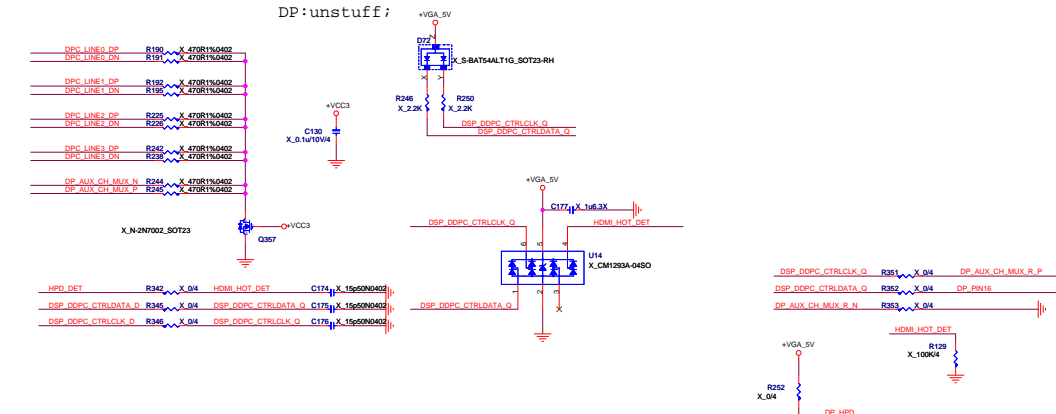 DP:unstuff;
+VGA_5V
D72
Z
X_S-BAT54ALT1G_SOT23-RH
X
Y
R246
X_2.2K
R250
X_2.2K
DSP_DDPC_CTRLCLK_Q
DSP_DDPC_CTRLDATA_Q
DPC_LINE0_DP R190 X_470R1%0402
DPC_LINE0_DN R191 X_470R1%0402
DPC_LINE1_DP R192 X_470R1%0402
DPC_LINE1_DN R195 X_470R1%0402
DPC_LINE2_DP R225 X_470R1%0402
DPC_LINE2_DN R226 X_470R1%0402
DPC_LINE3_DP R242 X_470R1%0402
DPC_LINE3_DN R238 X_470R1%0402
DP_AUX_CH_MUX_N R244 X_470R1%0402
DP_AUX_CH_MUX_P R245 X_470R1%0402
+VCC3
C130
X_0.1u/10V/4
X_N-2N7002_SOT23
+VCC3
Q357
+VGA_5V
C177 X_1u6.3X
DSP_DDPC_CTRLCLK_Q
HDMI_HOT_DET
6
5
4
U14
X_CM1293A-04SO
DSP_DDPC_CTRLDATA_Q
1
2
3
HPD_DET R342 X_0/4 HDMI_HOT_DET C174 X_15p50N0402
DSP_DDPC_CTRLDATA_D R345 X_0/4 DSP_DDPC_CTRLDATA_Q C175 X_15p50N0402
DSP_DDPC_CTRLCLK_D R346 X_0/4 DSP_DDPC_CTRLCLK_Q C176 X_15p50N0402
DSP_DDPC_CTRLCLK_Q R351 X_0/4 DP_AUX_CH_MUX_R_P
DSP_DDPC_CTRLDATA_Q R352 X_0/4 DP_PIN16
DP_AUX_CH_MUX_R_N R353 X_0/4
HDMI_HOT_DET
R129
X_100K/4
+VGA_5V
R252
X_0/4
DP_HPD